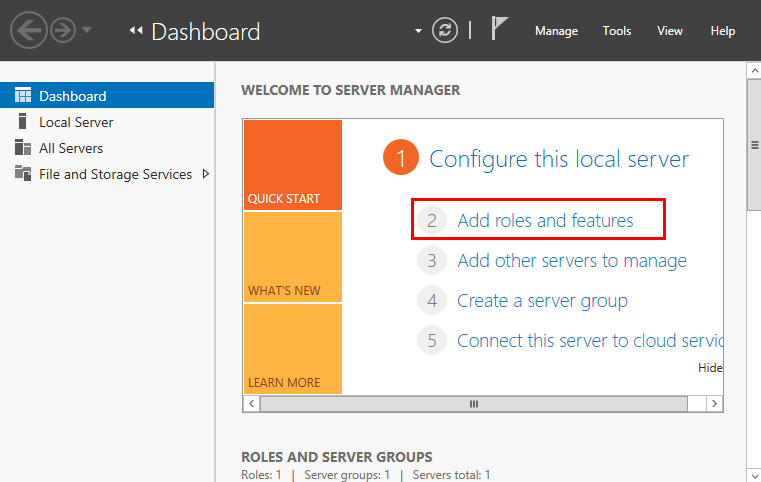 Dashboard
Manage
Tools
View
Help
Dashboard
Local Server
All Servers
File and Storage Services
WELCOME TO SERVER MANAGER
QUICK START
WHAT'S NEW
LEARN MORE
1 Configure this local server
2 Add roles and features
3 Add other servers to manage
4 Create a server group
5 Connect this server to cloud servic
Hide
ROLES AND SERVER GROUPS
Roles: 1 | Server groups: 1 | Servers total: 1